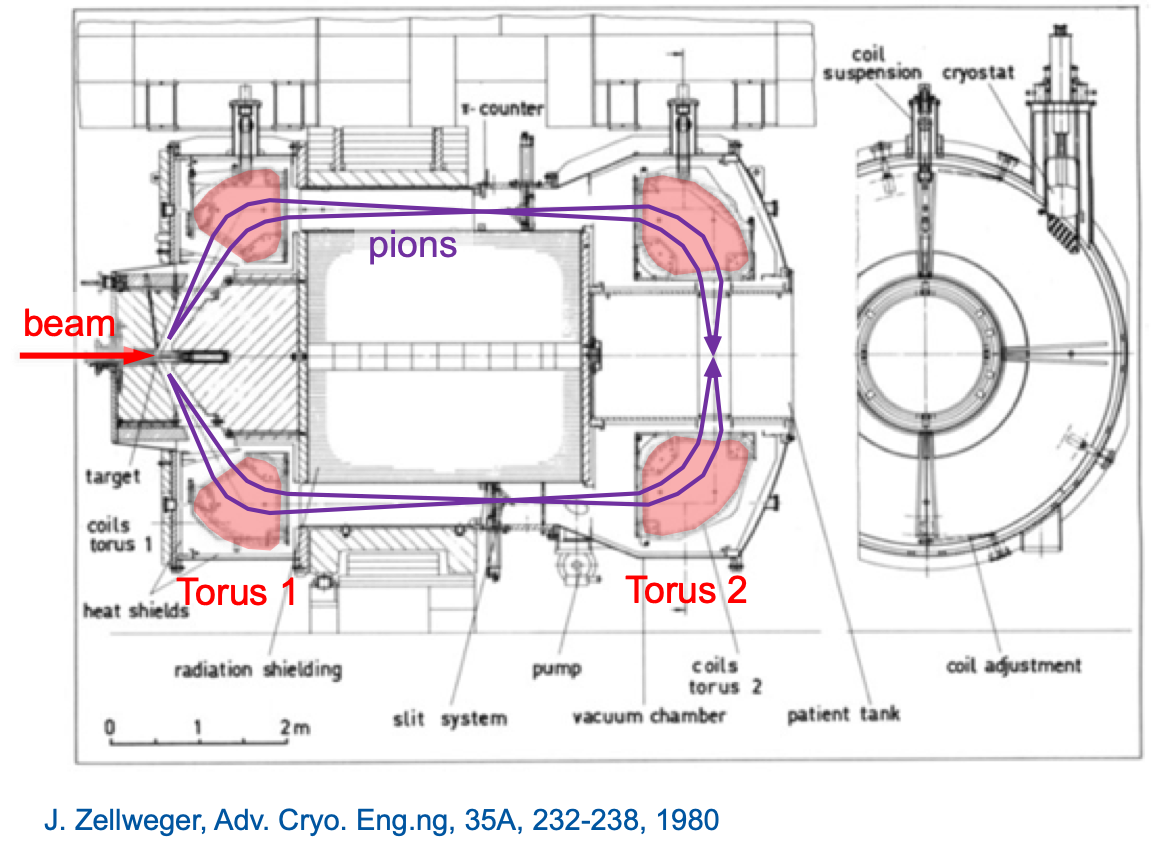 coil
suspension
cryostat
π-counter
pions
beam
target
coils
torus 1
Torus 1
Torus 2
heat shields
radiation shielding
pump
coils
torus 2
coil adjustment
slit system
vacuum chamber
patient tank
0 1 2m
J. Zellweger, Adv. Cryo. Eng.ng, 35A, 232-238, 1980